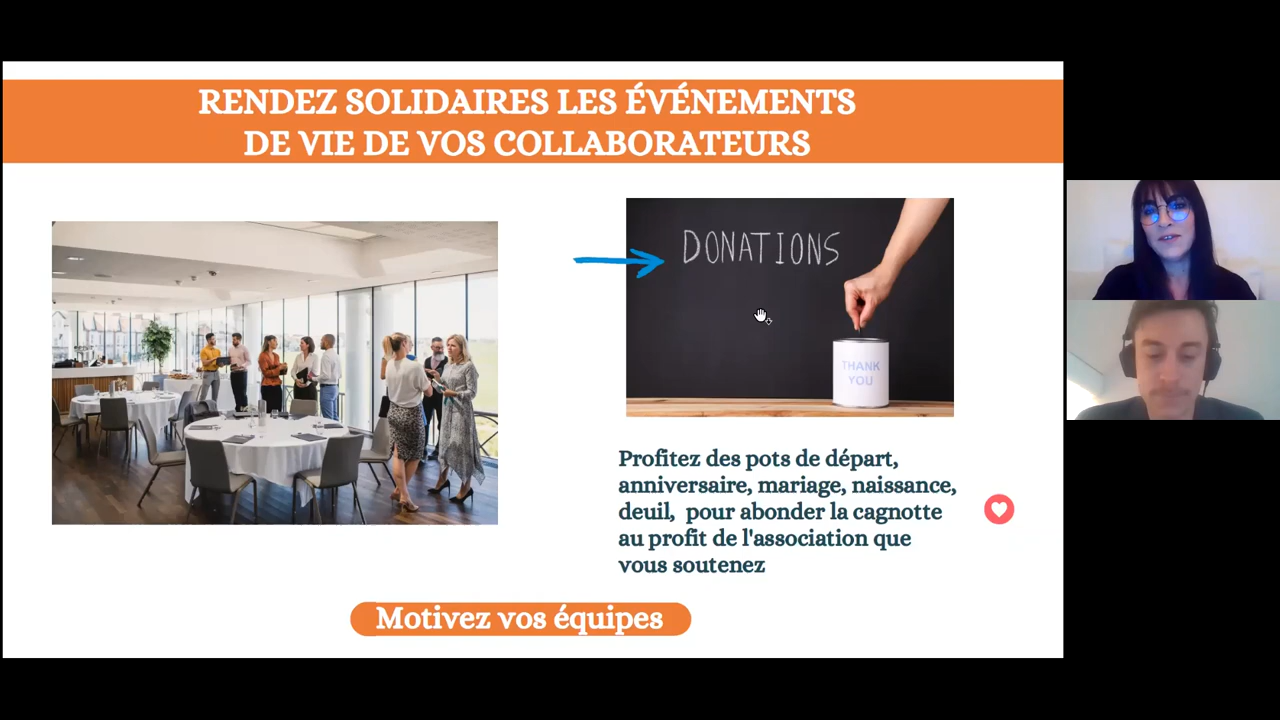 RENDEZ SOLIDAIRES LES ÉVÉNEMENTS
DE VIE DE VOS COLLABORATEURS
DONATIONS
THANK
YOU
Profitez des pots de départ,
anniversaire, mariage, naissance,
deuil, pour abonder la cagnotte
au profit de l'association que
vous soutenez
Motivez vos équipes